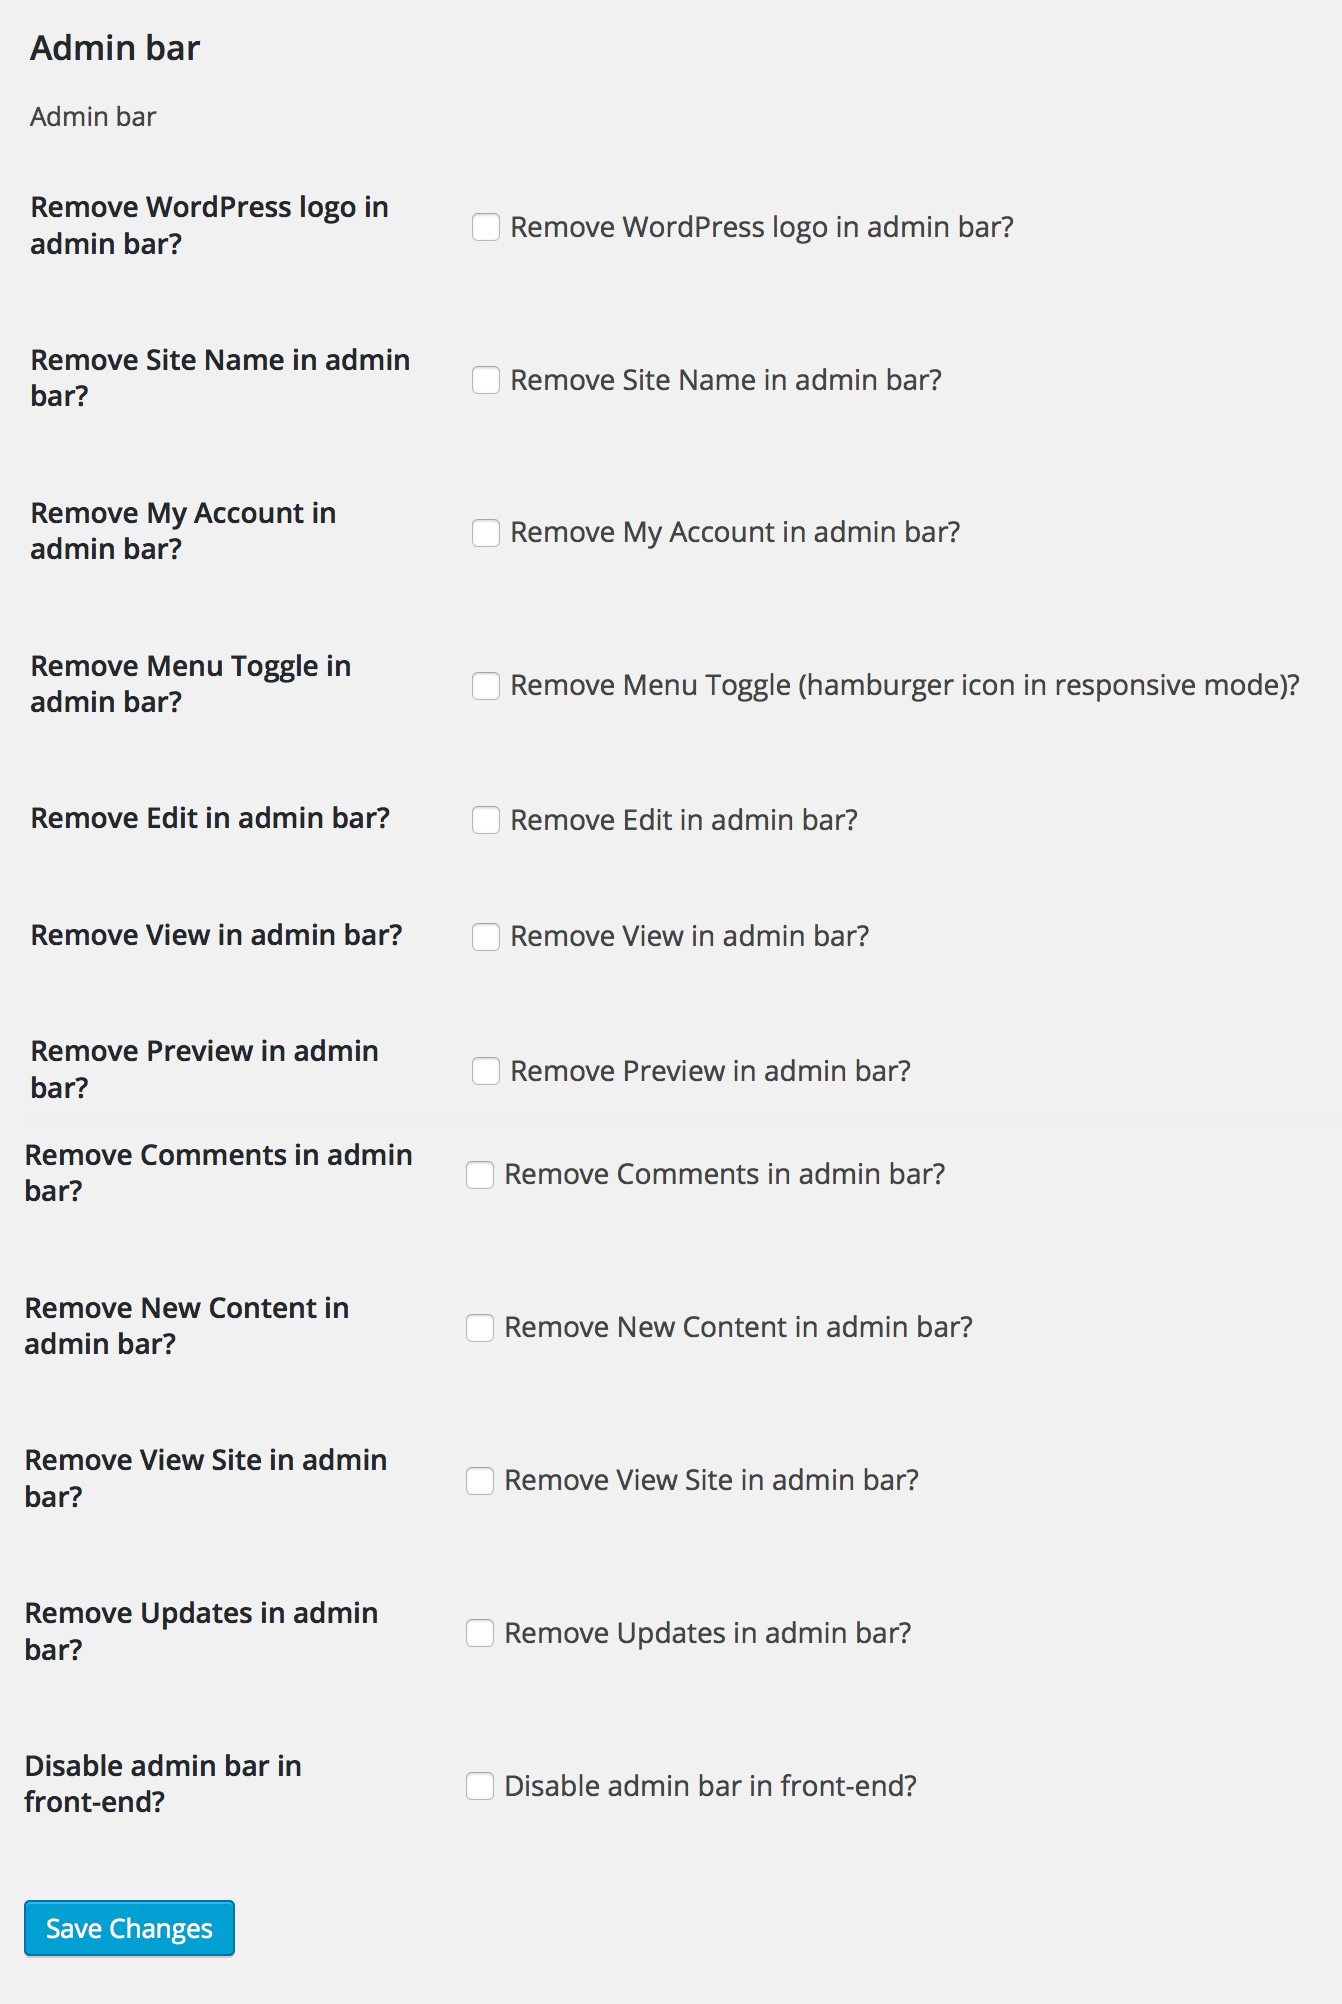 Admin bar
Admin bar
Remove WordPress logo in
admin bar?
Remove WordPress logo in admin bar?
Remove Site Name in admin
bar?
Remove Site Name in admin bar?
Remove My Account in
admin bar?
Remove My Account in admin bar?
Remove Menu Toggle in
admin bar?
Remove Menu Toggle (hamburger icon in responsive mode)?
Remove Edit in admin bar?
Remove Edit in admin bar?
Remove View in admin bar?
Remove View in admin bar?
Remove Preview in admin
bar?
Remove Preview in admin bar?
Remove Comments in admin
bar?
Remove Comments in admin bar?
Remove New Content in
admin bar?
Remove New Content in admin bar?
Remove View Site in admin
bar?
Remove View Site in admin bar?
Remove Updates in admin
bar?
Remove Updates in admin bar?
Disable admin bar in
front-end?
Disable admin bar in front-end?
Save Changes